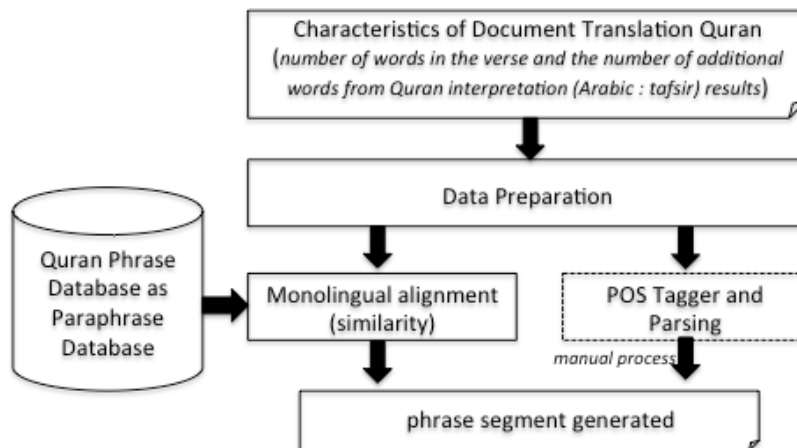 Characteristics of Document Translation Quran
(number of words in the verse and the number of additional
words from Quran interpretation (Arabic : tafsir) results)
Data Preparation
Quran Phrase
Database as
Paraphrase
Database
Monolingual alignment
(similarity)
POS Tagger and
Parsing
manual process
phrase segment generated